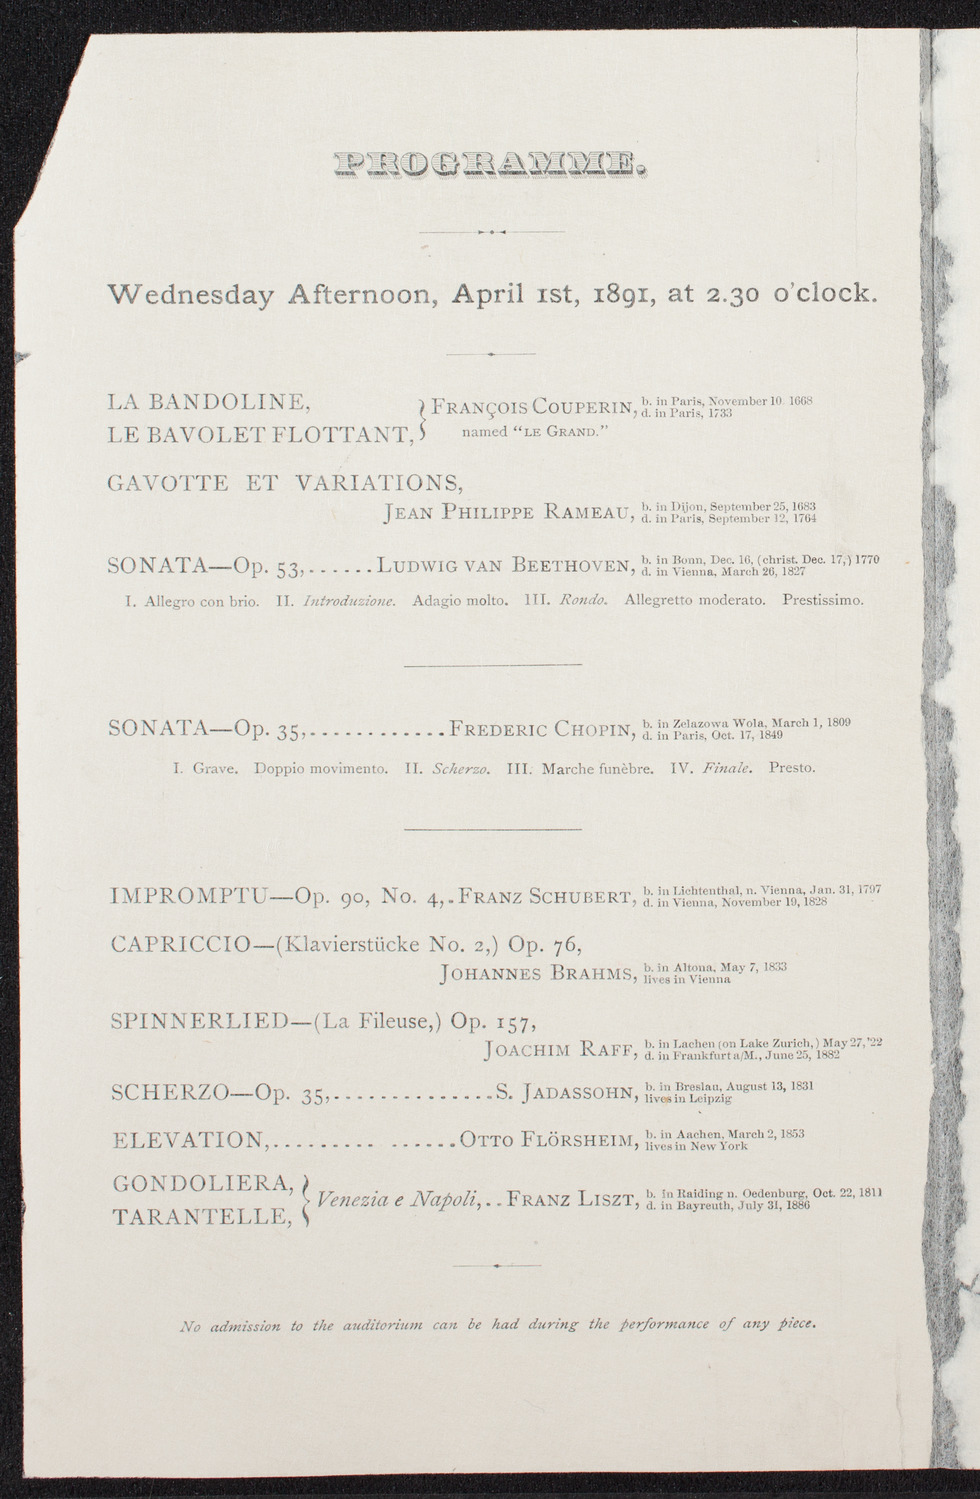 PROGRAMME.
Wednesday Afternoon, April 1st, 1891, at 2.30 o'clock.
LA BANDOLINE,
LE BAVOLET FLOTTANT, } FRANÇOIS COUPERIN, b. in Paris, November 10. 1668
d. in Paris, 1733
named "LE GRAND."
GAVOTTE ET VARIATIONS,
JEAN PHILIPPE RAMEAU, b. in Dijon, September 25, 1683
d. in Paris, September 12, 1764
SONATA—Op. 53,.......LUDWIG VAN BEETHOVEN, b. in Bonn, Dec. 16, (christ. Dec. 17,) 1770
d. in Vienna, March 26, 1827
I. Allegro con brio. II. Introduzione. Adagio molto. III. Rondo. Allegretto moderato. Prestissimo.
SONATA—Op. 35,.............FREDERIC CHOPIN, b. in Zelazowa Wola, March 1, 1809
d. in Paris, Oct. 17, 1849
I. Grave. Doppio movimento. II. Scherzo. III. Marche funèbre. IV. Finale. Presto.
IMPROMPTU—Op. 90, No. 4,..FRANZ SCHUBERT, b. in Lichtenthal, n. Vienna, Jan. 31, 1797
d. in Vienna, November 19, 1828
CAPRICCIO—(Klavierstücke No. 2,) Op. 76,
JOHANNES BRAHMS, b. in Altona, May 7, 1833
lives in Vienna
SPINNERLIED—(La Fileuse,) Op. 157,
JOACHIM RAFF, b. in Lachen (on Lake Zurich,) May 27, '22
d. in Frankfurt a/M., June 25, 1882
SCHERZO—Op. 35,...............S. JADASSOHN, b. in Breslau, August 13, 1831
lives in Leipzig
ELEVATION,......... ......OTTO FLÖRSHEIM, b. in Aachen, March 2, 1853
lives in New York
GONDOLIERA,
TARANTELLE, } Venezia e Napoli,...FRANZ LISZT, b. In Raiding n. Oedenburg, Oct. 22, 1811
d. in Bayreuth, July 31, 1886
No admission to the auditorium can be had during the performance of any piece.